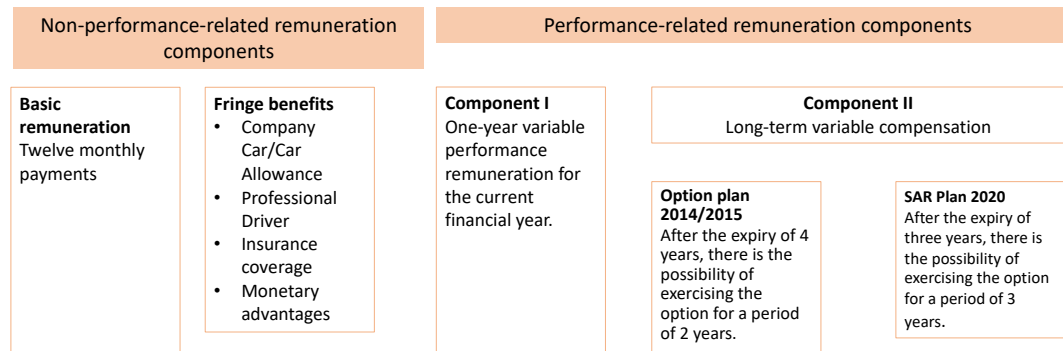 Non-performance-related remuneration
components
Performance-related remuneration components
Basic
remuneration
Twelve monthly
payments
Fringe benefits
• Company
Car/Car
Allowance
• Professional
Driver
• Insurance
coverage
• Monetary
advantages
Component I
One-year variable
performance
remuneration for
the current
financial year.
Component II
Long-term variable compensation
Option plan
2014/2015
After the expiry of 4
years, there is the
possibility of
exercising the
option for a period
of 2 years.
SAR Plan 2020
After the expiry of
three years, there is
the possibility of
exercising the option
for a period of 3
years.